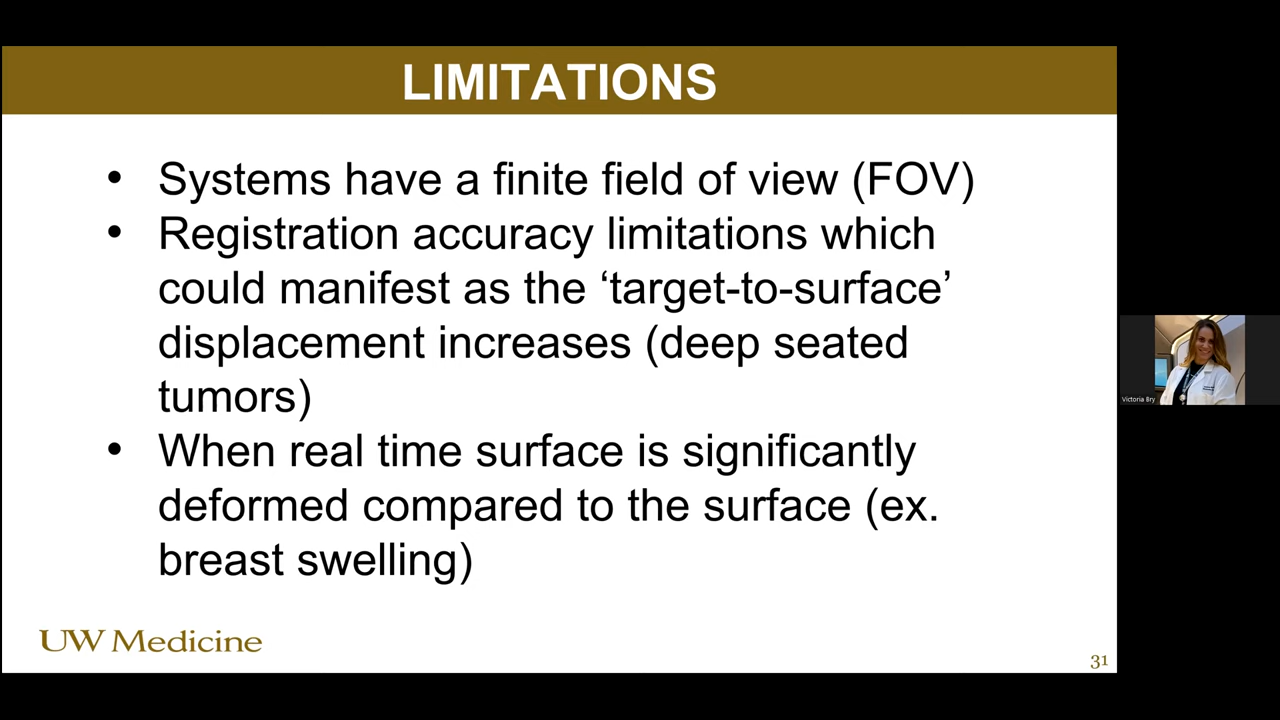 LIMITATIONS
• Systems have a finite field of view (FOV)
• Registration accuracy limitations which
could manifest as the ‘target-to-surface’
displacement increases (deep seated
tumors)
• When real time surface is significantly
deformed compared to the surface (ex.
breast swelling)
UW Medicine
31
Victoria Bry